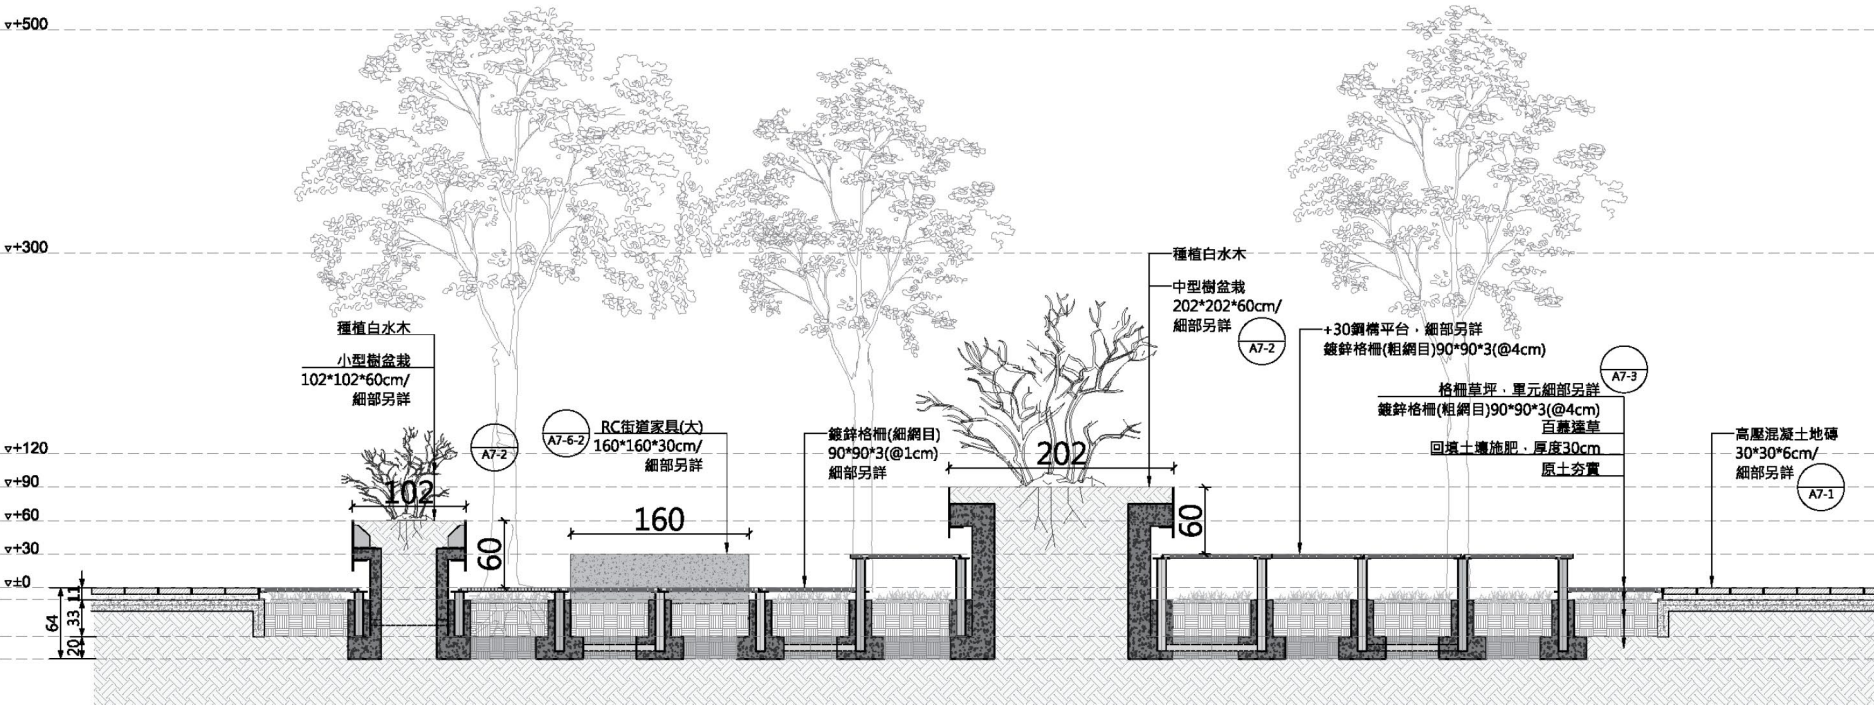 ▿+500
▿+300
▿+120
▿+90
▿+60
▿+30
▿±0
11
33
20
64
種植白水木
小型樹盆栽
102*102*60cm/
細部另詳
102
A7-2
60
A7-6-2
RC街道家具(大)
160*160*30cm/
細部另詳
160
鍍鋅格柵(細網目)
90*90*3(@1cm)
細部另詳
種植白水木
中型樹盆栽
202*202*60cm/
細部另詳
A7-2
202
60
+30鋼構平台，細部另詳
鍍鋅格柵(粗網目)90*90*3(@4cm)
A7-3
格柵草坪，單元細部另詳
鍍鋅格柵(粗網目)90*90*3(@4cm)
百慕達草
回填土壤施肥，厚度30cm
原土夯實
高壓混凝土地磚
30*30*6cm/
細部另詳
A7-1